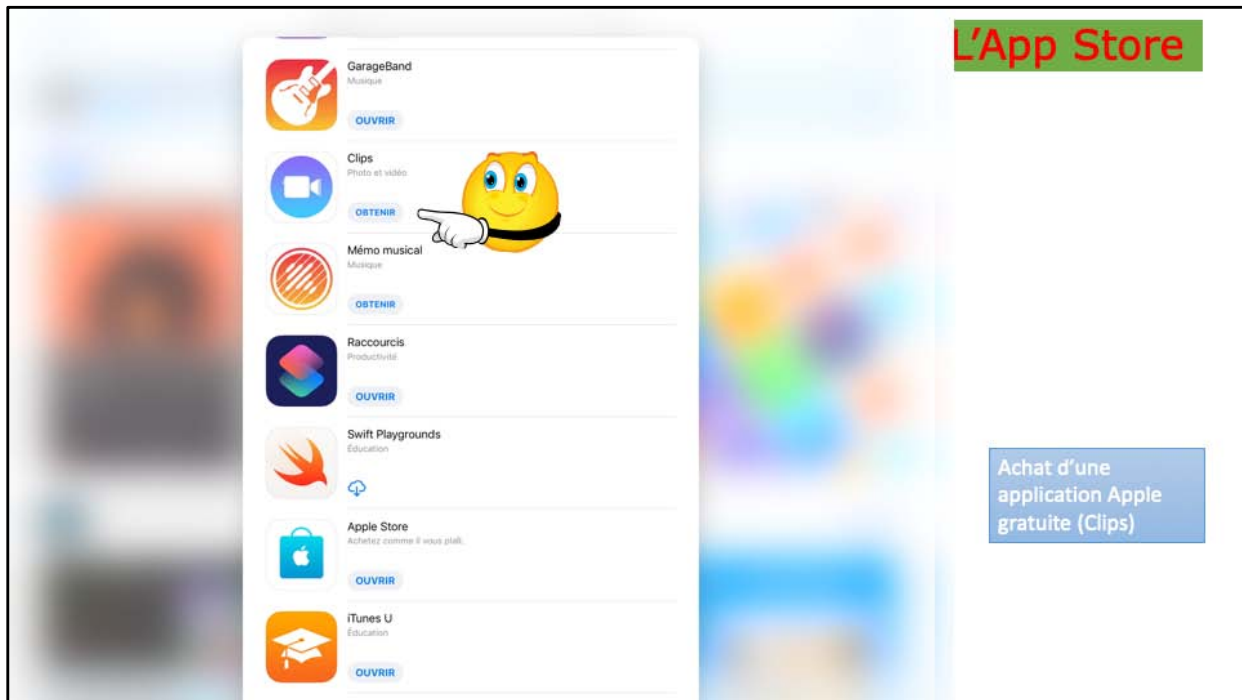 L'App Store
GarageBand
Musique
OUVRIR
Clips
Photo et vidéo
OBTENIR
Mémo musical
Musique
OBTENIR
Raccourcis
Productivité
OUVRIR
Swift Playgrounds
Éducation
Apple Store
Achetez comme il vous plaît.
OUVRIR
iTunes U
Éducation
OUVRIR
Achat d'une
application Apple
gratuite (Clips)